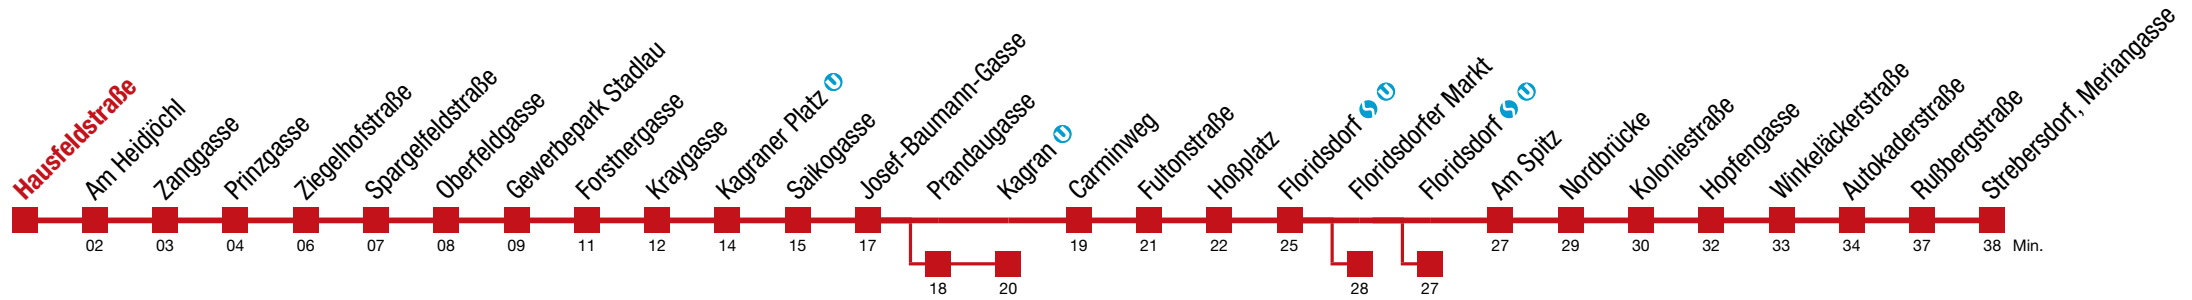 Hausfeldstraße
Am Heidjöchl
Zanggasse
Prinzgasse
Ziegelhofstraße
Spargelfeldstraße
Oberfeldgasse
Gewerbepark Stadlau
Forstnergasse
Kraygasse
Kagraner Platz U
Saikogasse
Josef-Baumann-Gasse
Prandaugasse
Kagran U
Carminweg
Fultonstraße
Hoßplatz
Floridsdorf S U
Floridsdorfer Markt
Floridsdorf S U
Am Spitz
Nordbrücke
Koloniestraße
Hopfengasse
Winkeläckerstraße
Autokaderstraße
Rußbergstraße
Strebersdorf, Meriangasse
02 03 04 06 07 08 09 11 12 14 15 17 19 21 22 25 27 29 30 32 33 34 37 38 Min.
18 20 28 27